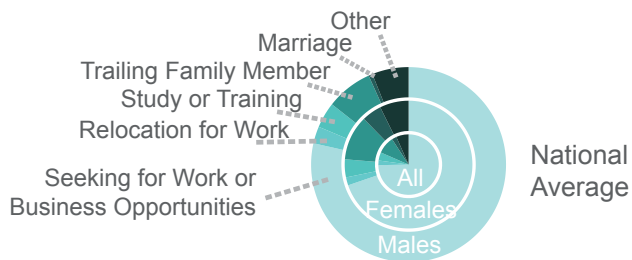 Other
Marriage
Trailing Family Member
Study or Training
Relocation for Work
Seeking for Work or
Business Opportunities
All
Females
Males
National
Average